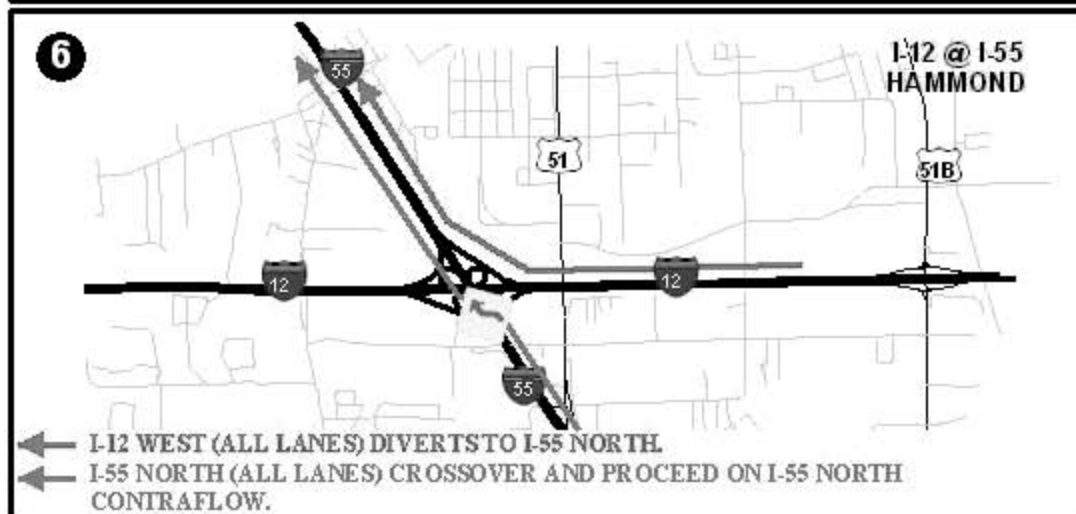 6
I-12 @ I-55
HAMMOND
55
51
51B
12
12
55
I-12 WEST (ALL LANES) DIVERTS TO I-55 NORTH.
I-55 NORTH (ALL LANES) CROSSOVER AND PROCEED ON I-55 NORTH
CONTRAFLOW.